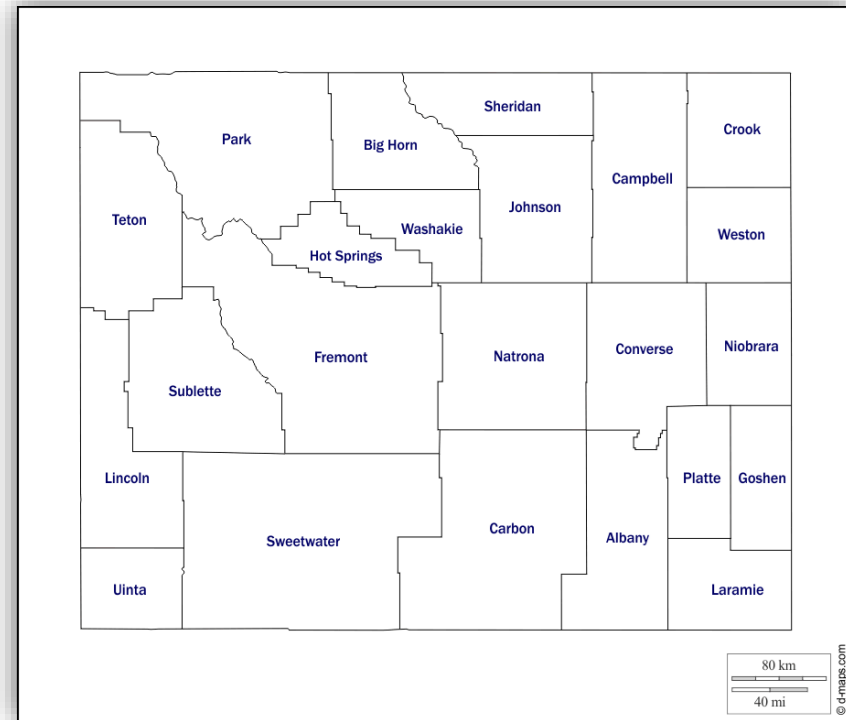 Sheridan
Crook
Park
Big Horn
Campbell
Johnson
Teton
Washakie
Weston
Hot Springs
Fremont
Natrona
Converse
Niobrara
Sublette
Lincoln
Platte
Goshen
Carbon
Albany
Sweetwater
Uinta
Laramie
80 km
40 mi
© d-maps.com